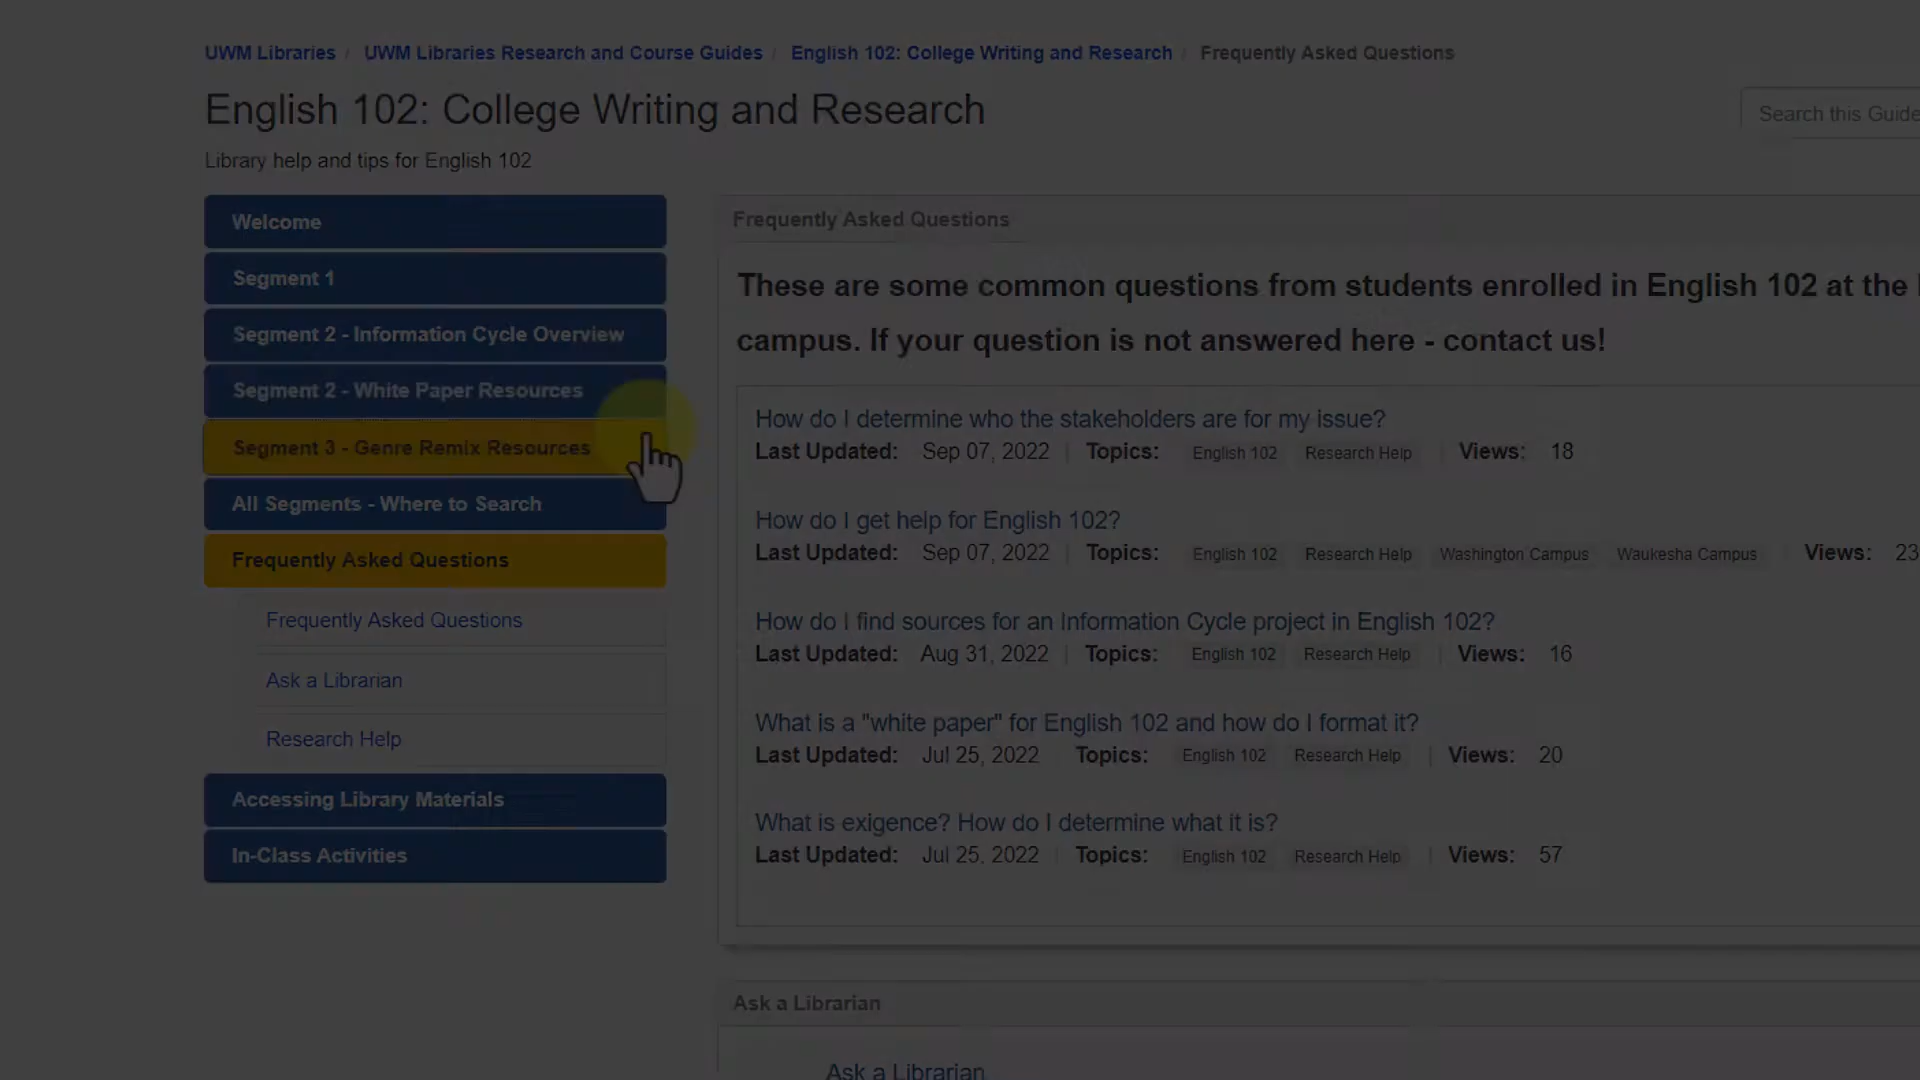 UWM Libraries / UWM Libraries Research and Course Guides / English 102: College Writing and Research / Frequently Asked Questions
English 102: College Writing and Research
Search this Guide
Library help and tips for English 102
Welcome
Segment 1
Segment 2 - Information Cycle Overview
Segment 2 - White Paper Resources
Segment 3 - Genre Remix Resources
All Segments - Where to Search
Frequently Asked Questions
Frequently Asked Questions
Ask a Librarian
Research Help
Accessing Library Materials
In-Class Activities
Frequently Asked Questions
These are some common questions from students enrolled in English 102 at the
campus. If your question is not answered here - contact us!
How do I determine who the stakeholders are for my issue?
Last Updated: Sep 07, 2022 | Topics: English 102 Research Help | Views: 18
How do I get help for English 102?
Last Updated: Sep 07, 2022 | Topics: English 102 Research Help Washington Campus Waukesha Campus Views: 23
How do I find sources for an Information Cycle project in English 102?
Last Updated: Aug 31, 2022 | Topics: English 102 Research Help | Views: 16
What is a "white paper" for English 102 and how do I format it?
Last Updated: Jul 25, 2022 Topics: English 102 Research Help | Views: 20
What is exigence? How do I determine what it is?
Last Updated: Jul 25, 2022 | Topics: English 102 Research Help | Views: 57
Ask a Librarian
Ask a Librarian